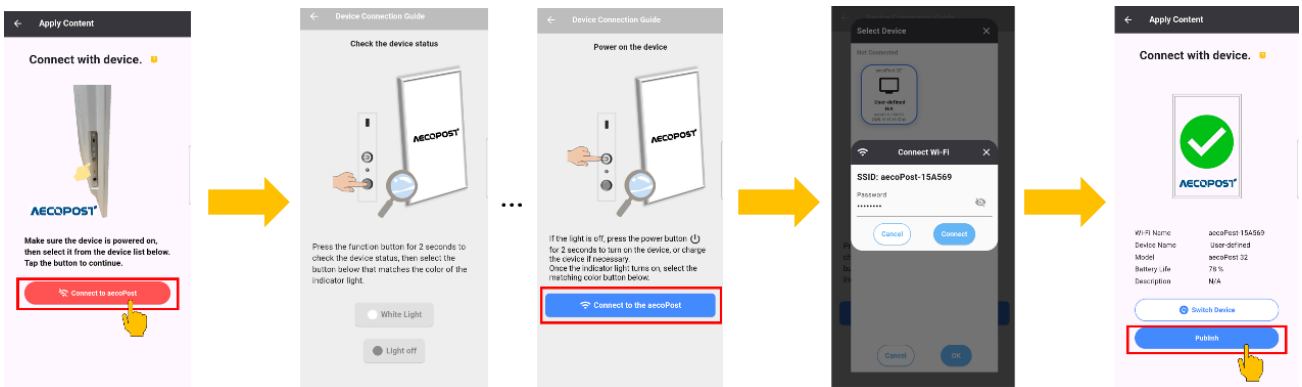 ← Apply Content
Connect with device.
AECOPOST
Make sure the device is powered on,
then select it from the device list below.
Tap the button to continue.
Connect to aecoPost
← Device Connection Guide
Check the device status
AECOPOST
Press the function button for 2 seconds to
check the device status, then select the
button below that matches the color of the
indicator light.
White Light
Light off
...
← Device Connection Guide
Power on the device
AECOPOST
If the light is off, press the power button
for 2 seconds to turn on the device, or charge
the device if necessary.
Once the indicator light turns on, select the
matching color button below.
Connect to the aecoPost
Select Device
Not Connected
aecoPost 32"
User-defined
N/A
Connect Wi-Fi
SSID: aecoPost-15A569
Password
••••••••
Cancel
Connect
Cancel
OK
← Apply Content
Connect with device.
AECOPOST
Wi-Fi Name aecoPost-15A569
Device Name User-defined
Model aecoPost 32
Battery Life 78 %
Description N/A
Switch Device
Publish